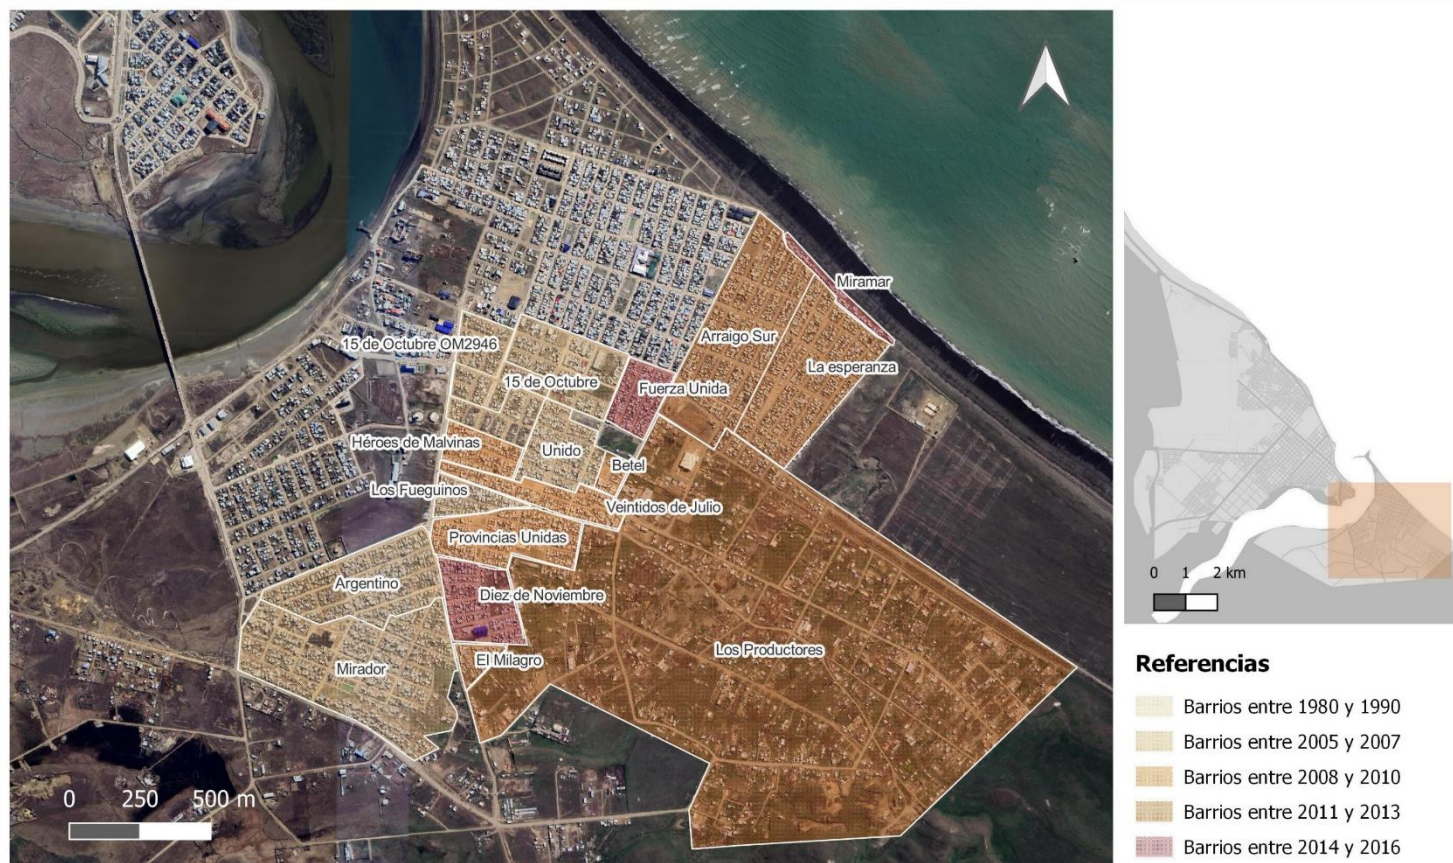 Miramar
15 de Octubre OM2946
Arraigo Sur
La esperanza
15 de Octubre
Fuerza Unida
Héroes de Malvinas
Unido
Betel
Los Fueguinos
Veintidos de Julio
Provincias Unidas
Argentino
Diez de Noviembre
Los Productores
El Milagro
Mirador
0 250 500 m
0 1 2 km
Referencias
Barrios entre 1980 y 1990
Barrios entre 2005 y 2007
Barrios entre 2008 y 2010
Barrios entre 2011 y 2013
Barrios entre 2014 y 2016